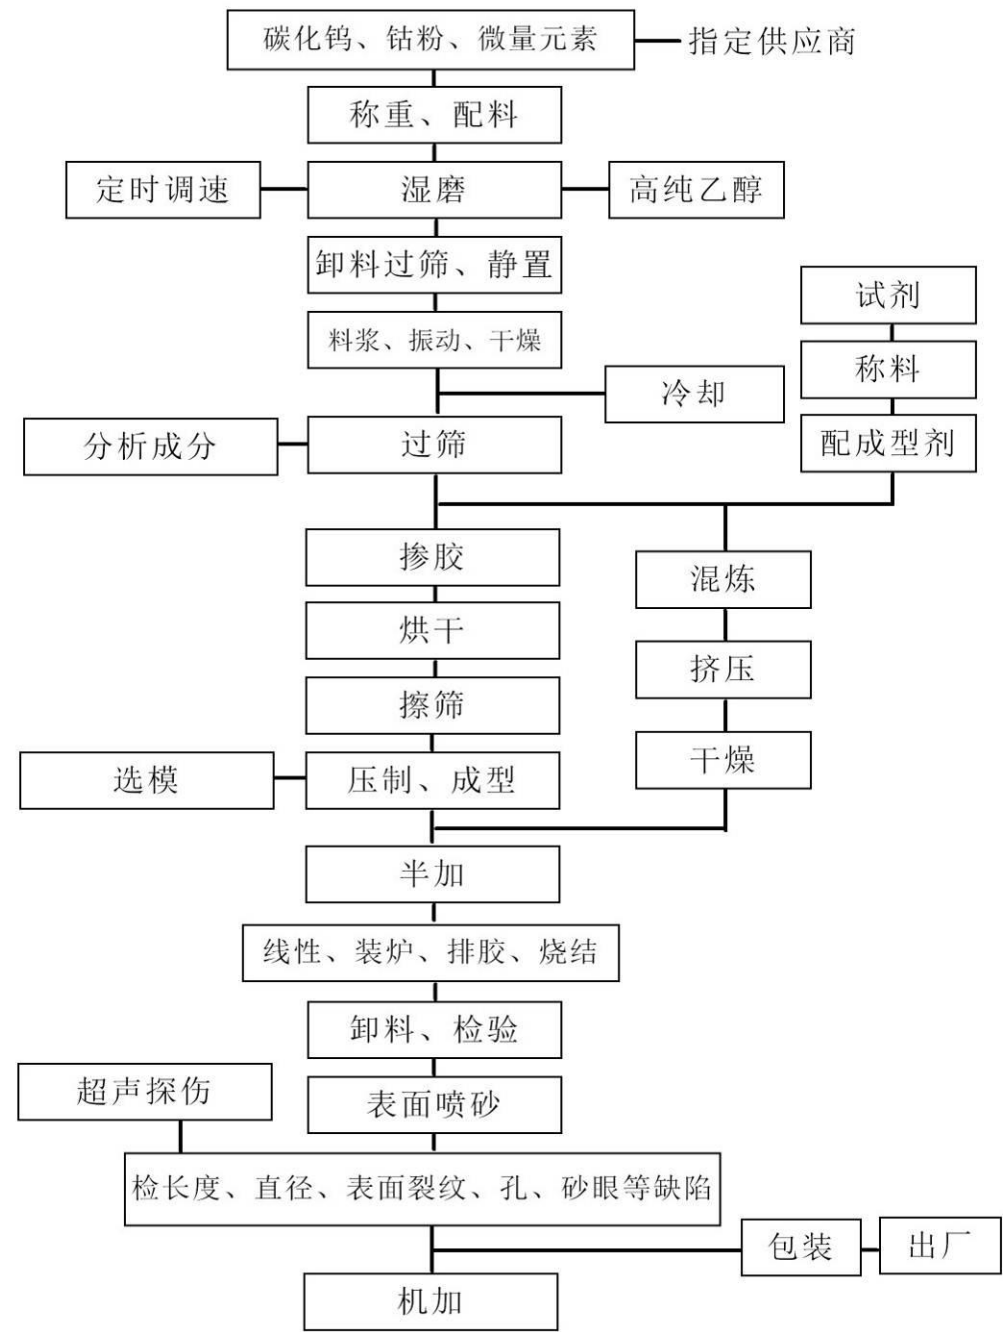 碳化钨、钴粉、微量元素
指定供应商
称重、配料
定时调速
湿磨
高纯乙醇
卸料过筛、静置
试剂
料浆、振动、干燥
称料
冷却
分析成分
过筛
配成型剂
掺胶
混炼
烘干
挤压
擦筛
干燥
选模
压制、成型
半加
线性、装炉、排胶、烧结
卸料、检验
超声探伤
表面喷砂
检长度、直径、表面裂纹、孔、砂眼等缺陷
包装
出厂
机加